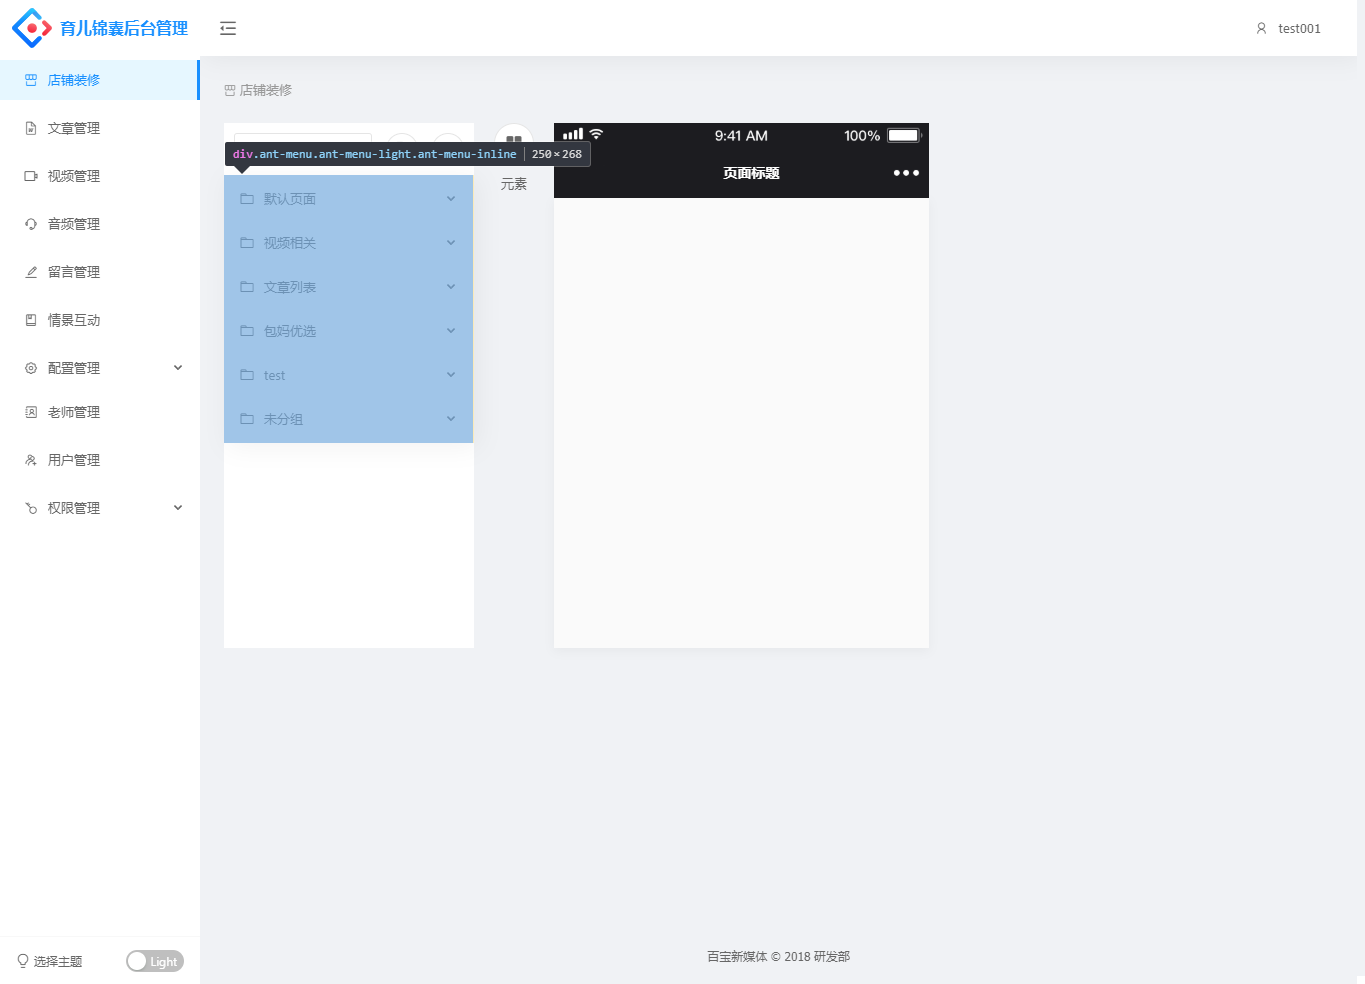 育儿锦囊后台管理
test001
店铺装修
文章管理
视频管理
音频管理
留言管理
情景互动
配置管理
老师管理
用户管理
权限管理
选择主题
Light
店铺装修
div.ant-menu.ant-menu-light.ant-menu-inline 250×268
默认页面
视频相关
文章列表
包妈优选
test
未分组
元素
9:41 AM
100%
页面标题
百宝新媒体 © 2018 研发部